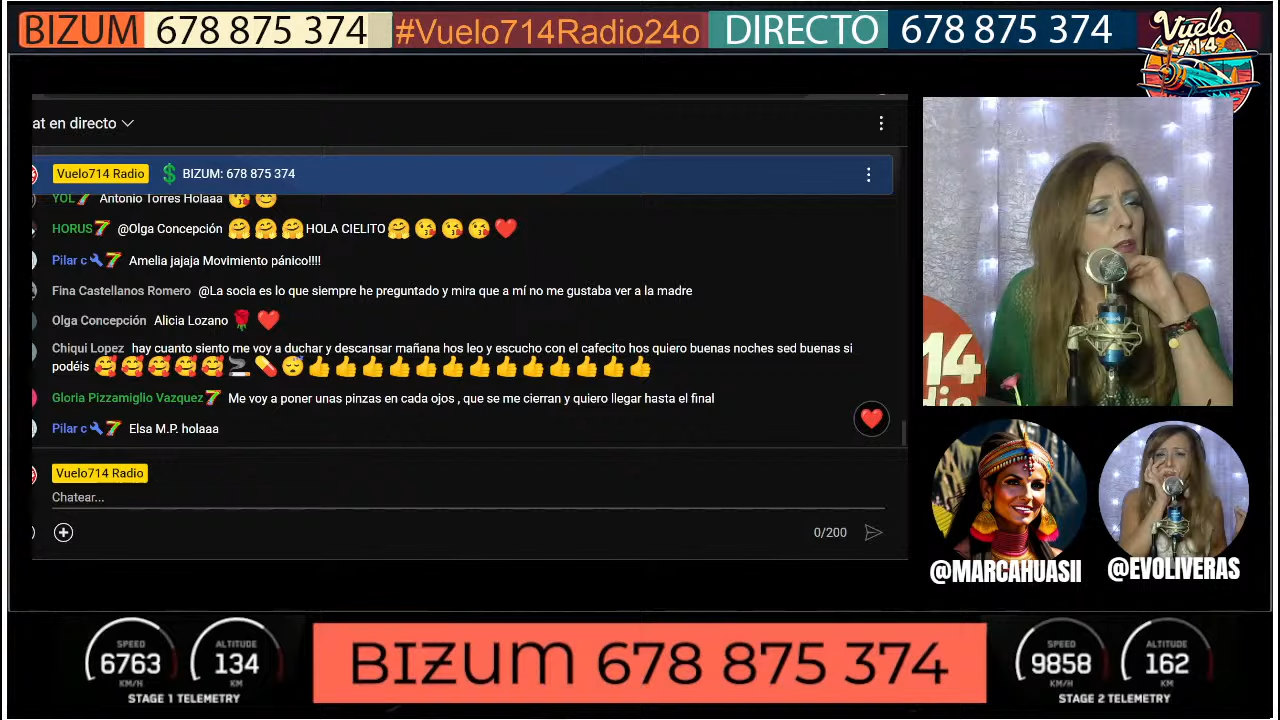 BIZUM 678 875 374 #Vuelo714Radio24o DIRECTO 678 875 374
Vuelo
714
at en directo
Vuelo714 Radio BIZUM: 678 875 374
YOL Antonio Torres Holaaa
HORUS @Olga Concepción HOLA CIELITO
Pilar c Amelia jajaja Movimiento pánico!!!!
Fina Castellanos Romero @La socia es lo que siempre he preguntado y mira que a mí no me gustaba ver a la madre
Olga Concepción Alicia Lozano
Chiqui Lopez hay cuanto siento me voy a duchar y descansar mañana hos leo y escucho con el cafecito hos quiero buenas noches sed buenas si
podéis
Gloria Pizzamiglio Vazquez Me voy a poner unas pinzas en cada ojos , que se me cierran y quiero llegar hasta el final
Pilar c Elsa M.P. holaaa
Vuelo714 Radio
Chatear...
0/200
14
dio
@MARCAHUASII
@EVOLIVERAS
SPEED
6763
KM/H
ALTITUDE
134
KM
STAGE 1 TELEMETRY
BIZUM 678 875 374
SPEED
9858
KM/H
ALTITUDE
162
KM
STAGE 2 TELEMETRY